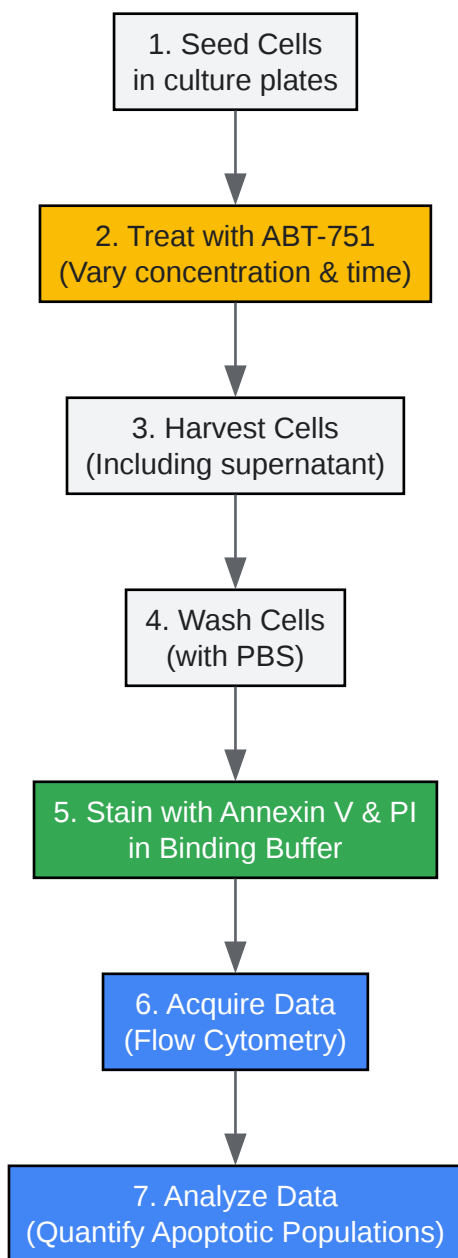 1. Seed Cells
in culture plates
2. Treat with ABT-751
(Vary concentration & time)
3. Harvest Cells
(Including supernatant)
4. Wash Cells
(with PBS)
5. Stain with Annexin V & PI
in Binding Buffer
6. Acquire Data
(Flow Cytometry)
7. Analyze Data
(Quantify Apoptotic Populations)